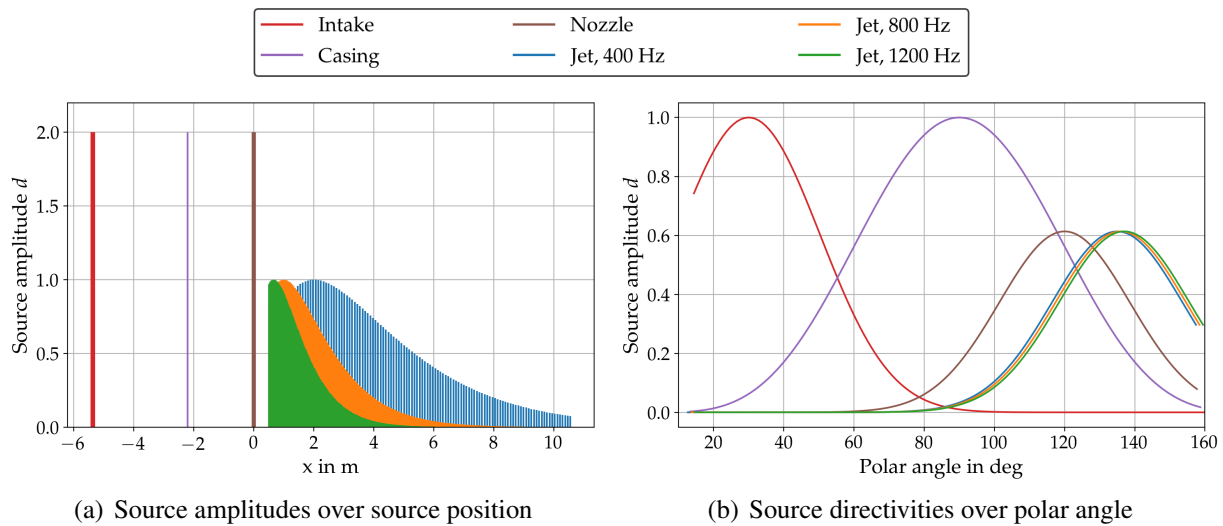 Intake Nozzle Jet, 800 Hz
Casing Jet, 400 Hz Jet, 1200 Hz
Source amplitude d
2.0
1.5
1.0
0.5
0.0
−6 −4 −2 0 2 4 6 8 10
x in m
(a) Source amplitudes over source position
Source amplitude d
1.0
0.8
0.6
0.4
0.2
0.0
20 40 60 80 100 120 140 160
Polar angle in deg
(b) Source directivities over polar angle